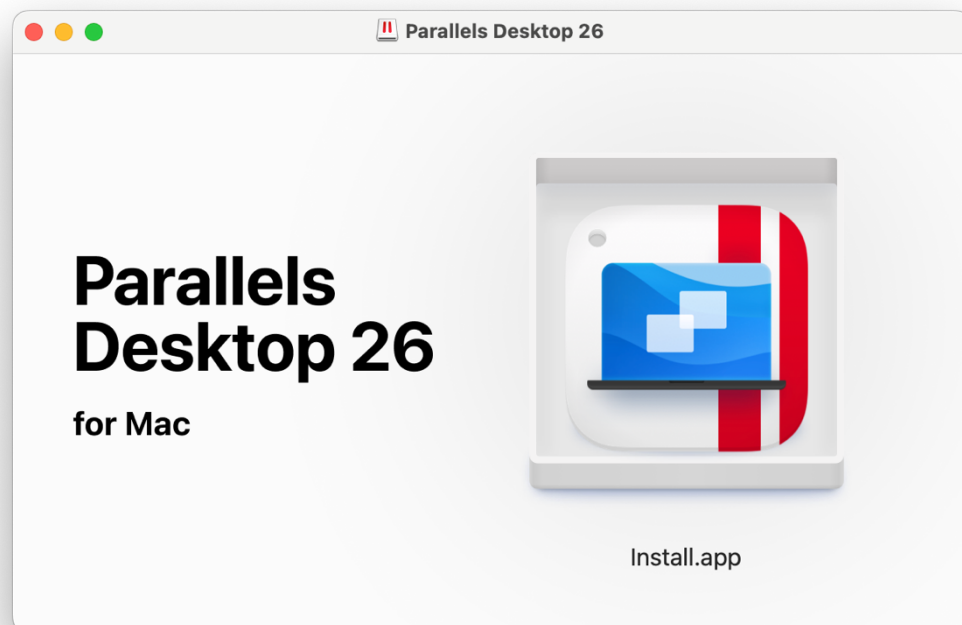 Parallels Desktop 26
Parallels
Desktop 26
for Mac
Install.app